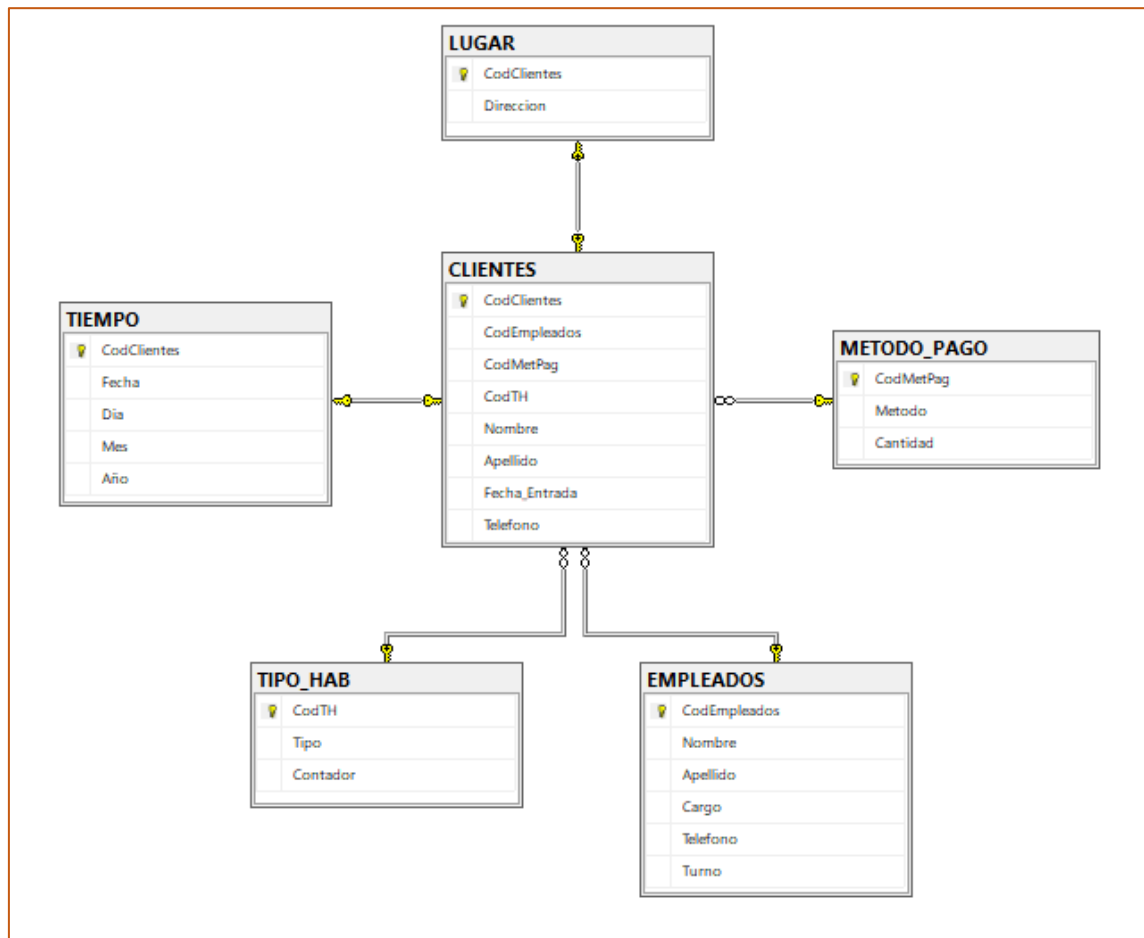 LUGAR
CodClientes
Direccion
CLIENTES
CodClientes
CodEmpleados
CodMetPag
CodTH
Nombre
Apellido
Fecha_Entrada
Telefono
TIEMPO
CodClientes
Fecha
Dia
Mes
Año
METODO_PAGO
CodMetPag
Metodo
Cantidad
TIPO_HAB
CodTH
Tipo
Contador
EMPLEADOS
CodEmpleados
Nombre
Apellido
Cargo
Telefono
Turno